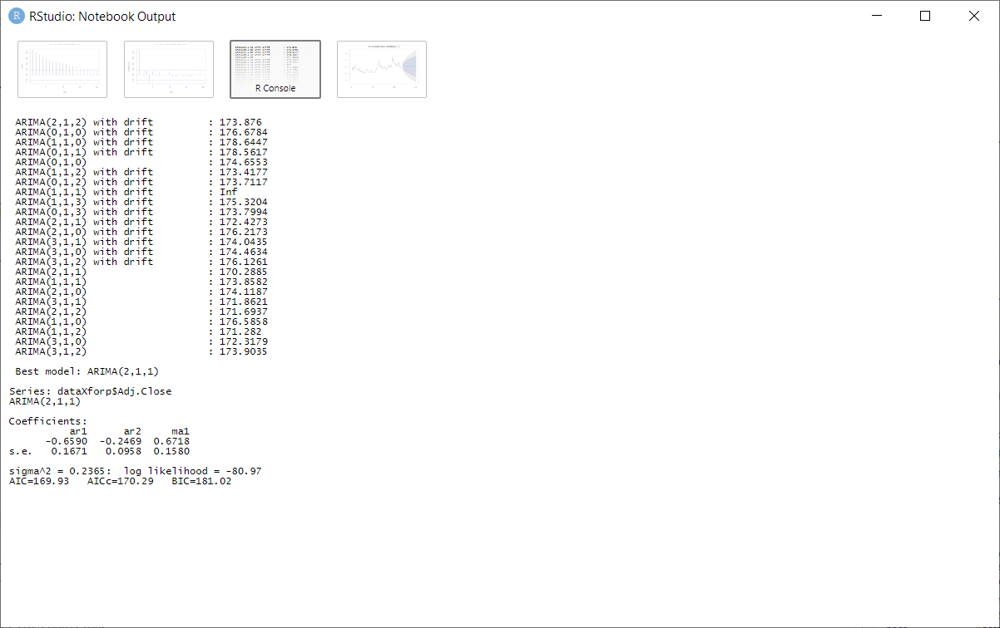 RStudio: Notebook Output
R Console
ARIMA(2,1,2) with drift : 173.876
ARIMA(0,1,0) with drift : 176.6784
ARIMA(1,1,0) with drift : 178.6447
ARIMA(0,1,1) with drift : 178.5617
ARIMA(0,1,0) : 174.6553
ARIMA(1,1,2) with drift : 173.4177
ARIMA(0,1,2) with drift : 173.7117
ARIMA(1,1,1) with drift : Inf
ARIMA(1,1,3) with drift : 175.3204
ARIMA(0,1,3) with drift : 173.7994
ARIMA(2,1,1) with drift : 172.4273
ARIMA(2,1,0) with drift : 176.2173
ARIMA(3,1,1) with drift : 174.0435
ARIMA(3,1,0) with drift : 174.4634
ARIMA(3,1,2) with drift : 176.1261
ARIMA(2,1,1) : 170.2885
ARIMA(1,1,1) : 173.8582
ARIMA(2,1,0) : 174.1187
ARIMA(3,1,1) : 171.8621
ARIMA(2,1,2) : 171.6937
ARIMA(1,1,0) : 176.5858
ARIMA(1,1,2) : 171.282
ARIMA(3,1,0) : 172.3179
ARIMA(3,1,2) : 173.9035
Best model: ARIMA(2,1,1)
Series: dataXforp$Adj.Close
ARIMA(2,1,1)
Coefficients:
ar1 ar2 ma1
-0.6590 -0.2469 0.6718
s.e. 0.1671 0.0958 0.1580
sigma^2 = 0.2365: log likelihood = -80.97
AIC=169.93 AICc=170.29 BIC=181.02